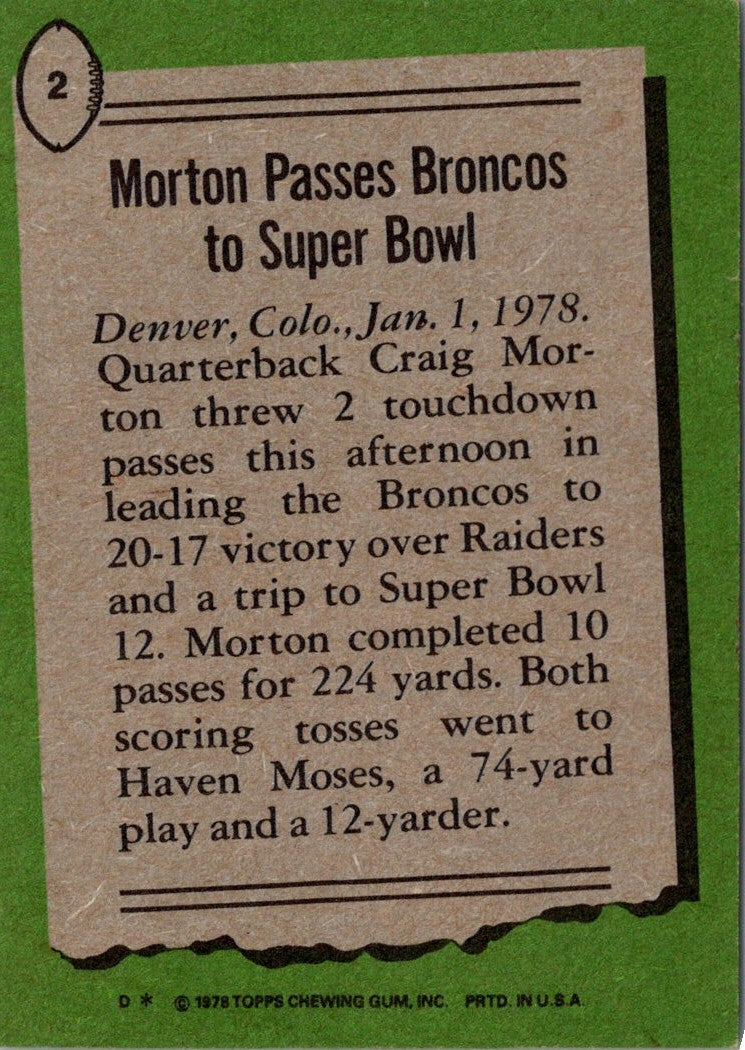 2
Morton Passes Broncos
to Super Bowl
Denver, Colo., Jan. 1, 1978.
Quarterback Craig Mor-
ton threw 2 touchdown
passes this afternoon in
leading the Broncos to
20-17 victory over Raiders
and a trip to Super Bowl
12. Morton completed 10
passes for 224 yards. Both
scoring tosses went to
Haven Moses, a 74-yard
play and a 12-yarder.
D * © 1978 TOPPS CHEWING GUM, INC. PRTD. IN U.S.A.